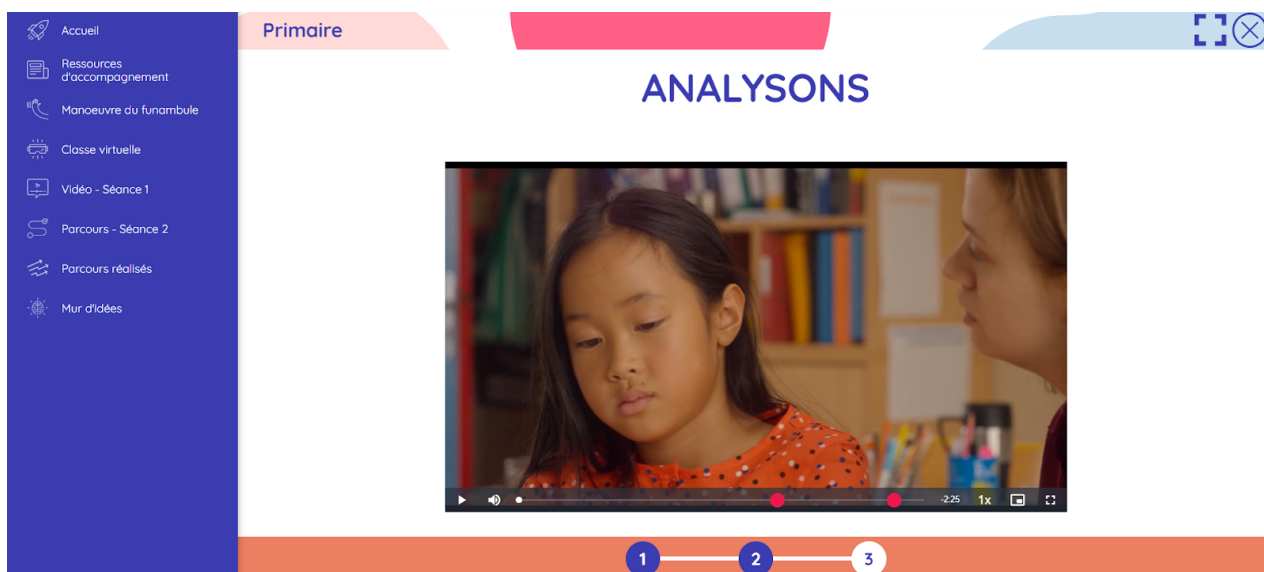 Accueil
Ressources
d'accompagnement
Manoeuvre du funambule
Classe virtuelle
Vidéo - Séance 1
Parcours - Séance 2
Parcours réalisés
Mur d'idées
Primaire
ANALYSONS
-2:25 1x
1 2 3